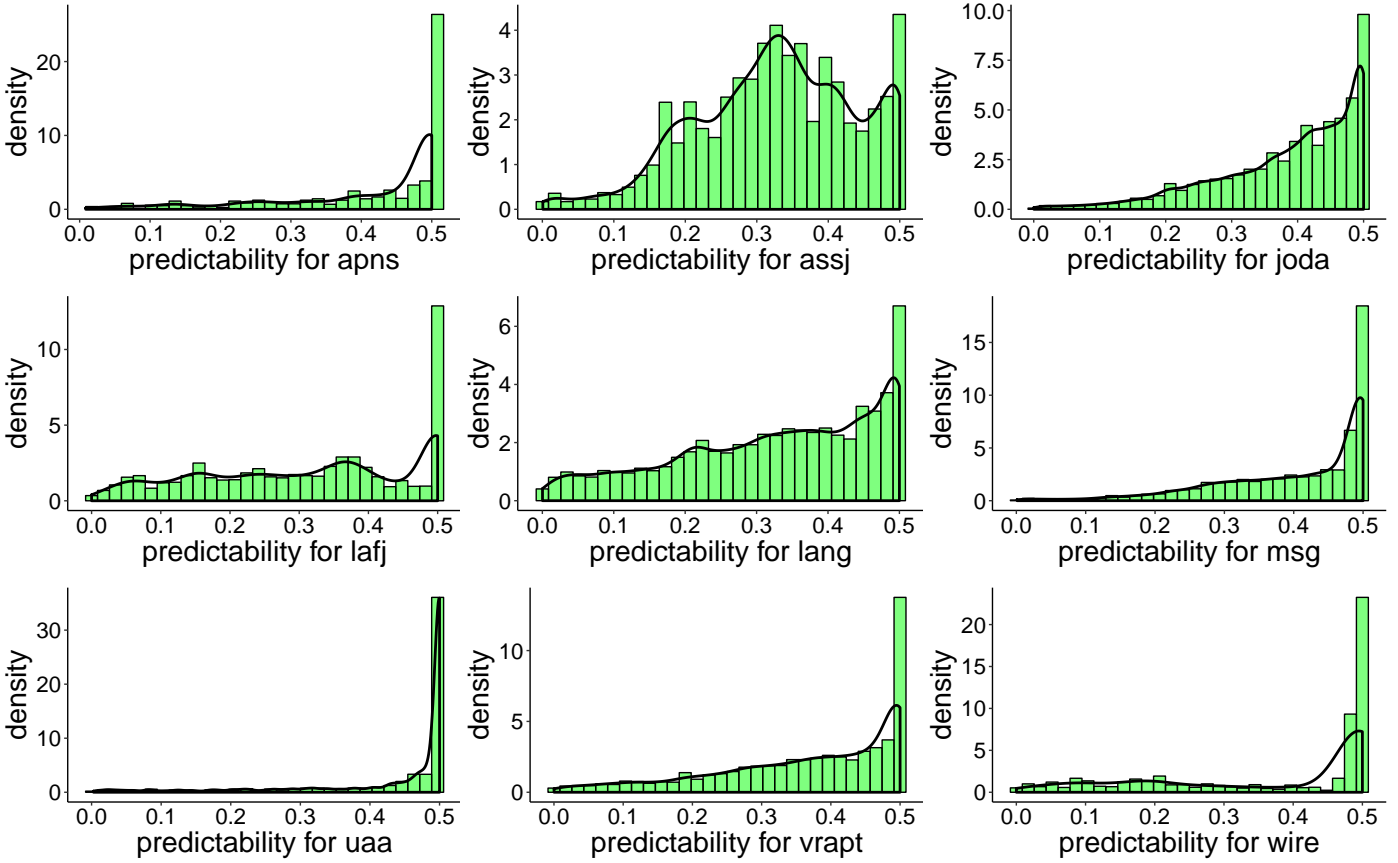 density
20
10
0
0.0 0.1 0.2 0.3 0.4 0.5
predictability for apns
density
4
3
2
1
0
0.0 0.1 0.2 0.3 0.4 0.5
predictability for assj
density
10.0
7.5
5.0
2.5
0.0
0.0 0.1 0.2 0.3 0.4 0.5
predictability for joda
density
10
5
0
0.0 0.1 0.2 0.3 0.4 0.5
predictability for lafj
density
6
4
2
0
0.0 0.1 0.2 0.3 0.4 0.5
predictability for lang
density
15
10
5
0
0.0 0.1 0.2 0.3 0.4 0.5
predictability for msg
density
30
20
10
0
0.0 0.1 0.2 0.3 0.4 0.5
predictability for uaa
density
10
5
0
0.0 0.1 0.2 0.3 0.4 0.5
predictability for vrapt
density
20
15
10
5
0
0.0 0.1 0.2 0.3 0.4 0.5
predictability for wire